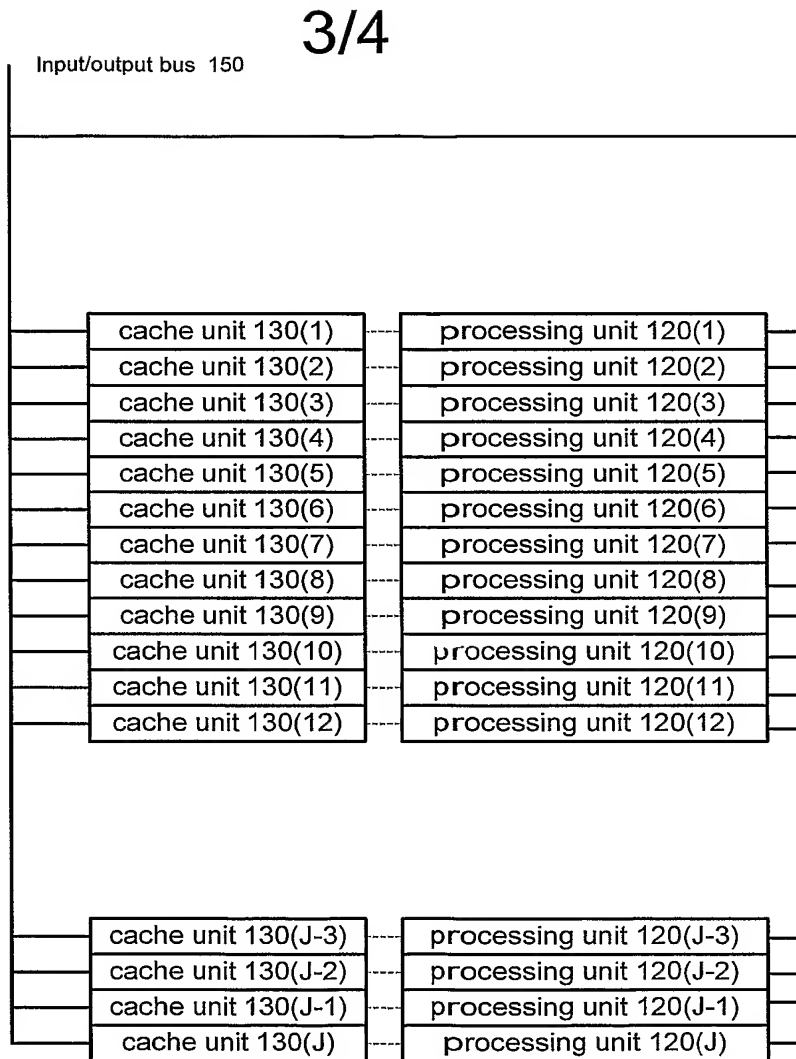 3/4
Input/output bus 150
cache unit 130(1) processing unit 120(1)
cache unit 130(2) processing unit 120(2)
cache unit 130(3) processing unit 120(3)
cache unit 130(4) processing unit 120(4)
cache unit 130(5) processing unit 120(5)
cache unit 130(6) processing unit 120(6)
cache unit 130(7) processing unit 120(7)
cache unit 130(8) processing unit 120(8)
cache unit 130(9) processing unit 120(9)
cache unit 130(10) processing unit 120(10)
cache unit 130(11) processing unit 120(11)
cache unit 130(12) processing unit 120(12)
cache unit 130(J-3) processing unit 120(J-3)
cache unit 130(J-2) processing unit 120(J-2)
cache unit 130(J-1) processing unit 120(J-1)
cache unit 130(J) processing unit 120(J)